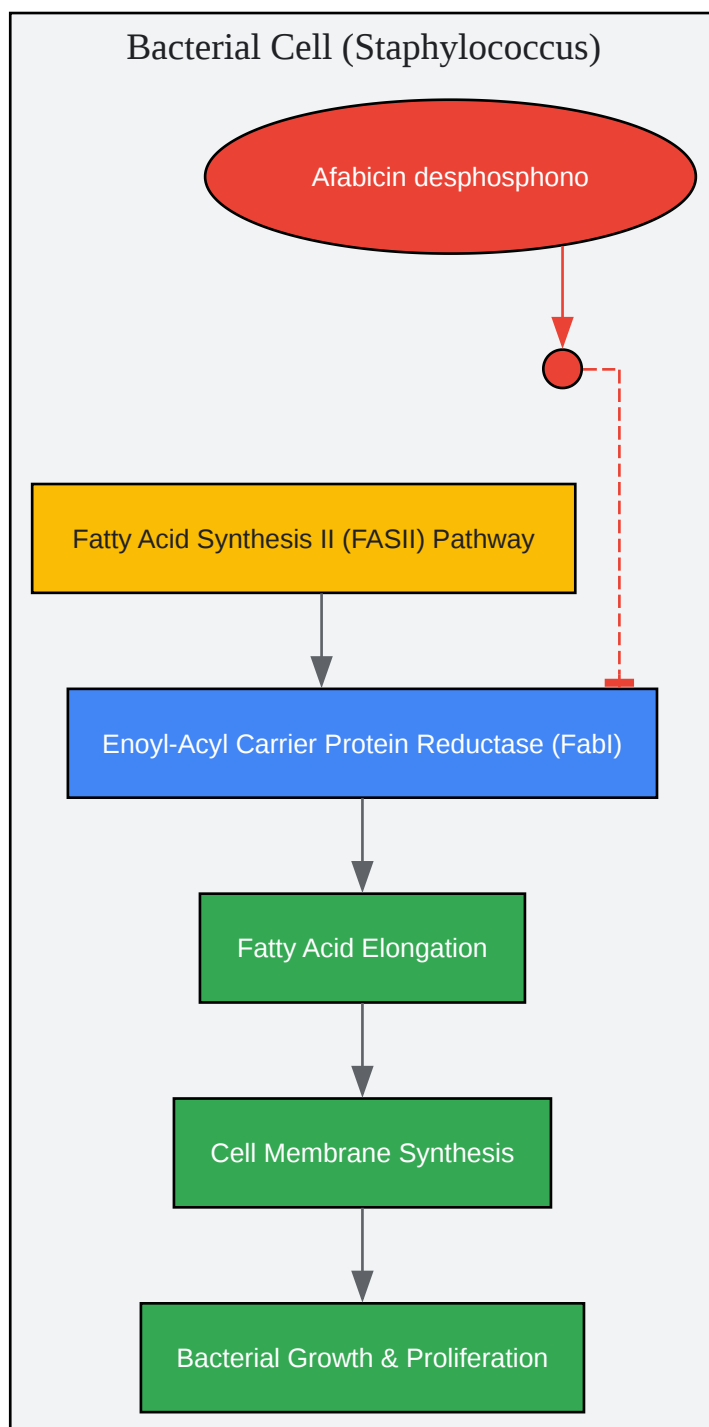 Bacterial Cell (Staphylococcus)
Afabicin desphosphono
Fatty Acid Synthesis II (FASII) Pathway
Enoyl-Acyl Carrier Protein Reductase (FabI)
Fatty Acid Elongation
Cell Membrane Synthesis
Bacterial Growth & Proliferation